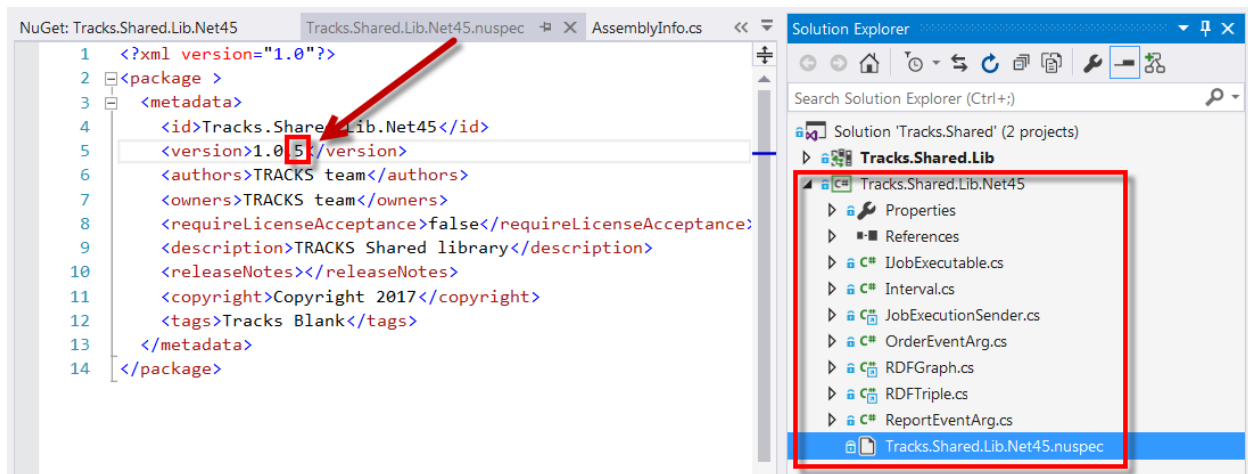 NuGet: Tracks.Shared.Lib.Net45 Tracks.Shared.Lib.Net45.nuspec AssemblyInfo.cs
1 <?xml version="1.0"?>
2 <package >
3 <metadata>
4 <id>Tracks.Shared.Lib.Net45</id>
5 <version>1.0.5</version>
6 <authors>TRACKS team</authors>
7 <owners>TRACKS team</owners>
8 <requireLicenseAcceptance>false</requireLicenseAcceptance>
9 <description>TRACKS Shared library</description>
10 <releaseNotes></releaseNotes>
11 <copyright>Copyright 2017</copyright>
12 <tags>Tracks Blank</tags>
13 </metadata>
14 </package>
Solution Explorer
Search Solution Explorer (Ctrl+;)
Solution 'Tracks.Shared' (2 projects)
Tracks.Shared.Lib
C# Tracks.Shared.Lib.Net45
Properties
References
C# IJobExecutable.cs
C# Interval.cs
C# JobExecutionSender.cs
C# OrderEventArg.cs
C# RDFGraph.cs
C# RDFTriple.cs
C# ReportEventArg.cs
Tracks.Shared.Lib.Net45.nuspec